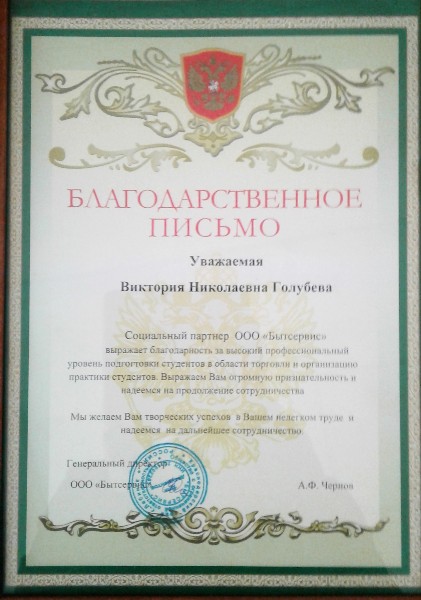 БЛАГОДАРСТВЕННОЕ
ПИСЬМО
Уважаемая
Виктория Николаевна Голубева
Социальный партнер ООО «Бытсервис»
выражает благодарность за высокий профессиональный
уровень подготовки студентов в области торговли и организацию
практики студентов. Выражаем Вам огромную признательность и
надеемся на продолжение сотрудничества
Мы желаем Вам творческих успехов в Вашем нелегком труде и
надеемся на дальнейшее сотрудничество.
Генеральный директор
ООО «Бытсервис» А.Ф. Чернов